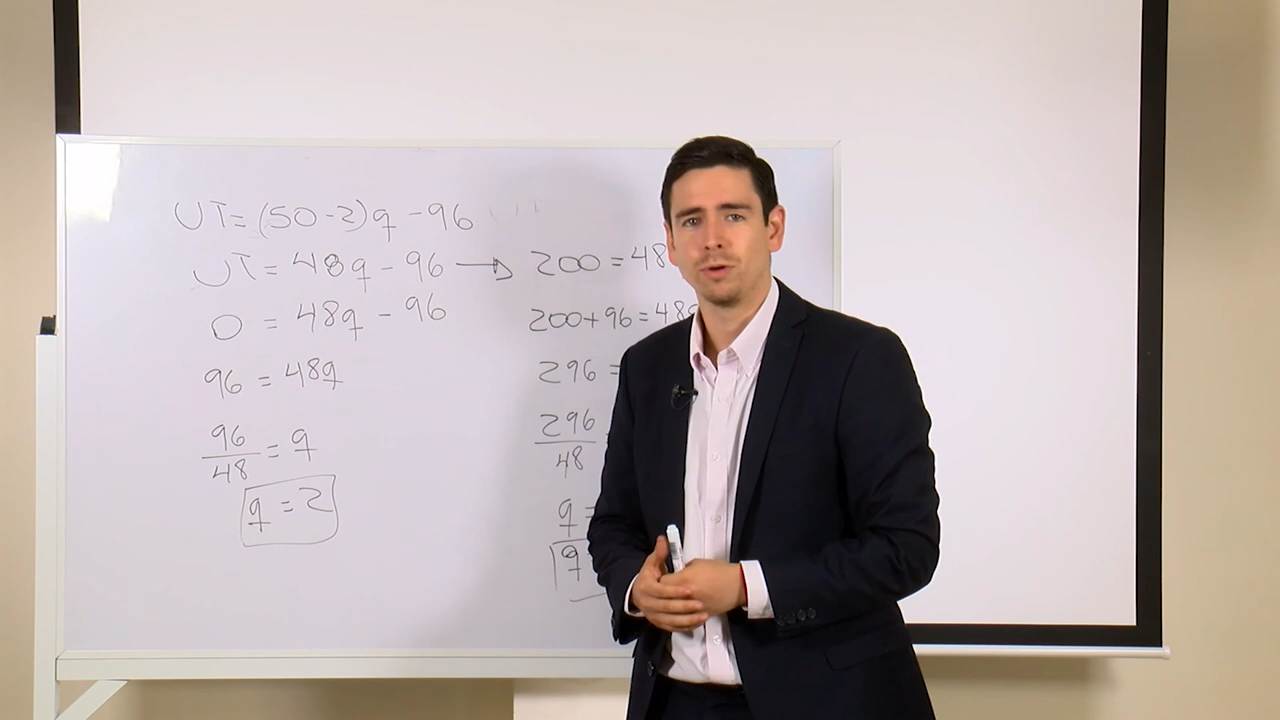 UT = (50-2)q - 96
UT = 48q - 96 → 200 = 48
0 = 48q - 96
200 + 96 = 48q
96 = 48q
296 =
96/48 = q
296/48
q = 2
q =
q